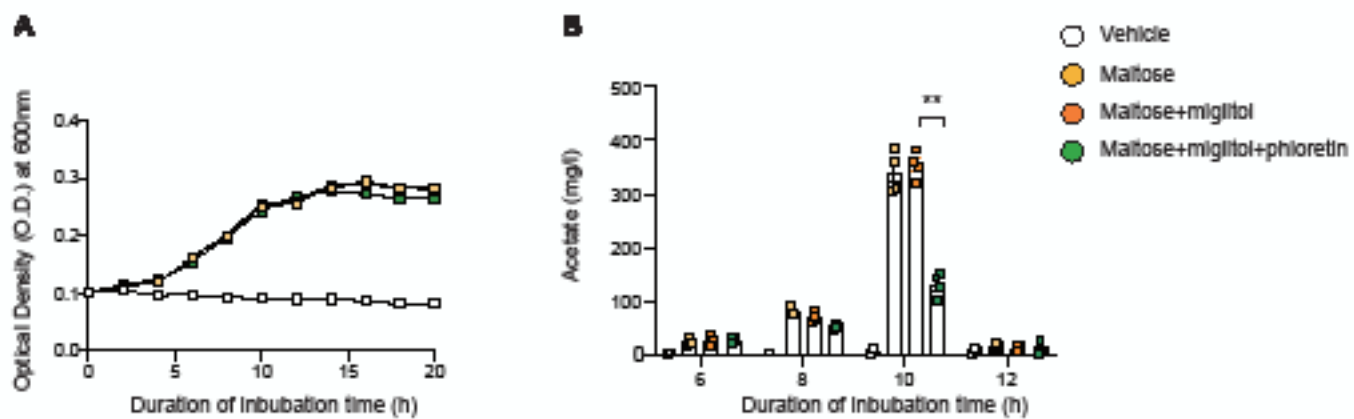 A
B
Vehicle
Maltose
Maltose+miglitol
Maltose+miglitol+phloretin
Optical Density (O.D.) at 600nm
0.4
0.3
0.2
0.1
0.0
0 5 10 15 20
Duration of inbubation time (h)
Acetate (mg/l)
500
400
300
200
100
0
**
6 8 10 12
Duration of inbubation time (h)